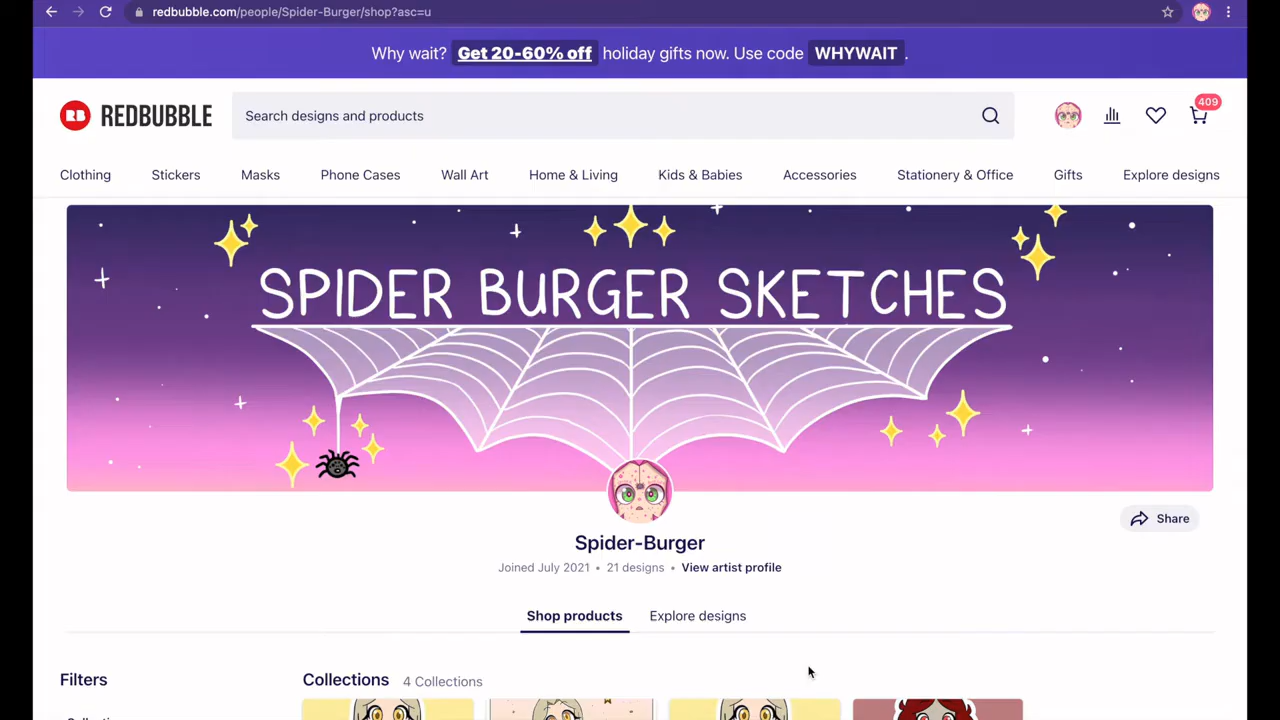 redbubble.com/people/Spider-Burger/shop?asc=u
Why wait? Get 20-60% off holiday gifts now. Use code WHYWAIT.
RB REDBUBBLE
Search designs and products
409
Clothing Stickers Masks Phone Cases Wall Art Home & Living Kids & Babies Accessories Stationery & Office Gifts Explore designs
SPIDER BURGER SKETCHES
Share
Spider-Burger
Joined July 2021 • 21 designs • View artist profile
Shop products Explore designs
Filters
Collections 4 Collections